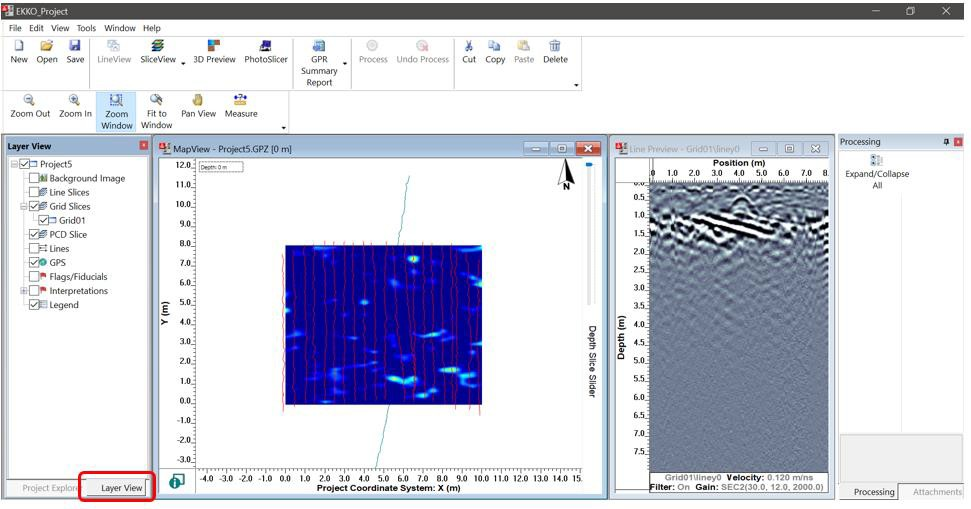 EKKO_Project
File Edit View Tools Window Help
New Open Save LineView SliceView 3D Preview PhotoSlicer GPR Summary Report Process Undo Process Cut Copy Paste Delete
Zoom Out Zoom In Zoom Window Fit to Window Pan View Measure
Layer View
Project5
Background Image
Line Slices
Grid Slices
Grid01
PCD Slice
Lines
GPS
Flags/Fiducials
Interpretations
Legend
Project Explore
Layer View
MapView - Project5.GPZ [0 m]
Depth: 0 m
N
12.0
11.0
10.0
9.0
8.0
7.0
6.0
5.0
4.0
3.0
2.0
1.0
0.0
-1.0
-2.0
-3.0
Y (m)
-4.0 -3.0 -2.0 -1.0 0.0 1.0 2.0 3.0 4.0 5.0 6.0 7.0 8.0 9.0 10.0 11.0 12.0 13.0 14.0 15.
Project Coordinate System: X (m)
Depth Slice Slider
Line Preview - Grid01\liney0
Position (m)
.0 1.0 2.0 3.0 4.0 5.0 6.0 7.0 8.
0.0
0.5
1.0
1.5
2.0
2.5
3.0
3.5
4.0
4.5
5.0
5.5
6.0
6.5
7.0
7.5
Depth (m)
Grid01\liney0 Velocity: 0.120 m/ns
Filter: On Gain: SEC2(30.0, 12.0, 2000.0)
Processing
Expand/Collapse
All
Processing Attachments